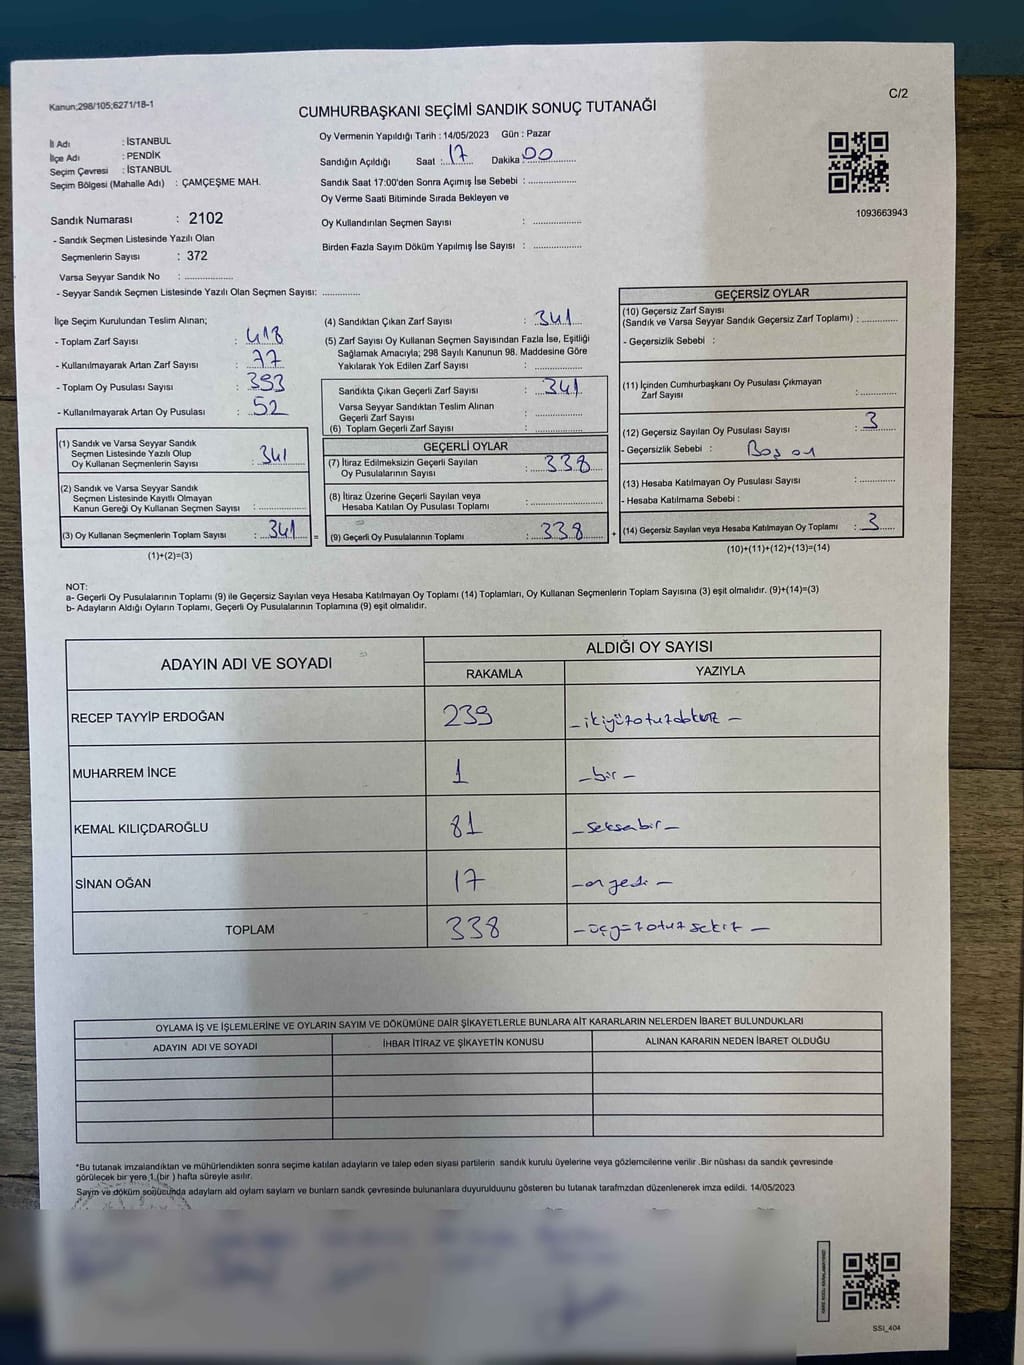 Kanun;298/105;6271/18-1
C/2
CUMHURBAŞKANI SEÇİMİ SANDIK SONUÇ TUTANAĞI
İl Adı : İSTANBUL
İlçe Adı : PENDİK
Seçim Çevresi : İSTANBUL
Seçim Bölgesi (Mahalle Adı) : ÇAMÇEŞME MAH.
Oy Vermenin Yapıldığı Tarih : 14/05/2023 Gün : Pazar
Sandığın Açıldığı Saat : 17 Dakika : 00
Sandık Saat 17:00'den Sonra Açımış İse Sebebi : ................
Oy Verme Saati Bitiminde Sırada Bekleyen ve
Oy Kullandırılan Seçmen Sayısı : ................
Birden Fazla Sayım Döküm Yapılmış İse Sayısı : ................
1093663943
Sandık Numarası : 2102
- Sandık Seçmen Listesinde Yazılı Olan
Seçmenlerin Sayısı : 372
Varsa Seyyar Sandık No : ................
- Seyyar Sandık Seçmen Listesinde Yazılı Olan Seçmen Sayısı: ............
İlçe Seçim Kurulundan Teslim Alınan;
- Toplam Zarf Sayısı : 418
- Kullanılmayarak Artan Zarf Sayısı : 77
- Toplam Oy Pusulası Sayısı : 393
- Kullanılmayarak Artan Oy Pusulası : 52
(1) Sandık ve Varsa Seyyar Sandık
Seçmen Listesinde Yazılı Olup
Oy Kullanan Seçmenlerin Sayısı : 341
(2) Sandık ve Varsa Seyyar Sandık
Seçmen Listesinde Kayıtlı Olmayan
Kanun Gereği Oy Kullanan Seçmen Sayısı : ................
(3) Oy Kullanan Seçmenlerin Toplam Sayısı : 341 =
(1)+(2)=(3)
(4) Sandıktan Çıkan Zarf Sayısı : 341
(5) Zarf Sayısı Oy Kullanan Seçmen Sayısından Fazla İse, Eşitliği
Sağlamak Amacıyla; 298 Sayılı Kanunun 98. Maddesine Göre
Yakılarak Yok Edilen Zarf Sayısı : ................
Sandıkta Çıkan Geçerli Zarf Sayısı : 341
Varsa Seyyar Sandıktan Teslim Alınan
Geçerli Zarf Sayısı : ................
(6) Toplam Geçerli Zarf Sayısı : ................
GEÇERLİ OYLAR
(7) İtiraz Edilmeksizin Geçerli Sayılan
Oy Pusulalarının Sayısı : 338
(8) İtiraz Üzerine Geçerli Sayılan veya
Hesaba Katılan Oy Pusulası Toplamı : ................
(9) Geçerli Oy Pusulalarının Toplamı : 338 +
GEÇERSİZ OYLAR
(10) Geçersiz Zarf Sayısı
(Sandık ve Varsa Seyyar Sandık Geçersiz Zarf Toplamı) : ............
- Geçersizlik Sebebi :
(11) İçinden Cumhurbaşkanı Oy Pusulası Çıkmayan
Zarf Sayısı : ............
(12) Geçersiz Sayılan Oy Pusulası Sayısı : 3
- Geçersizlik Sebebi : Boş oy
(13) Hesaba Katılmayan Oy Pusulası Sayısı : ............
- Hesaba Katılmama Sebebi :
(14) Geçersiz Sayılan veya Hesaba Katılmayan Oy Toplamı : 3
(10)+(11)+(12)+(13)=(14)
NOT:
a- Geçerli Oy Pusulalarının Toplamı (9) ile Geçersiz Sayılan veya Hesaba Katılmayan Oy Toplamı (14) Toplamları, Oy Kullanan Seçmenlerin Toplam Sayısına (3) eşit olmalıdır. (9)+(14)=(3)
b- Adayların Aldığı Oyların Toplamı, Geçerli Oy Pusulalarının Toplamına (9) eşit olmalıdır.
ADAYIN ADI VE SOYADI ALDIĞI OY SAYISI
RAKAMLA YAZIYLA
RECEP TAYYİP ERDOĞAN 239 – ikiyüzotuzdokuz –
MUHARREM İNCE 1 – bir –
KEMAL KILIÇDAROĞLU 81 – seksenbir –
SİNAN OĞAN 17 – onyedi –
TOPLAM 338 – üçyüzotuzsekiz –
OYLAMA İŞ VE İŞLEMLERİNE VE OYLARIN SAYIM VE DÖKÜMÜNE DAİR ŞİKAYETLERLE BUNLARA AİT KARARLARIN NELERDEN İBARET BULUNDUKLARI
ADAYIN ADI VE SOYADI İHBAR İTİRAZ VE ŞİKAYETİN KONUSU ALINAN KARARIN NEDEN İBARET OLDUĞU
*Bu tutanak imzalandıktan ve mühürlendikten sonra seçime katılan adayların ve talep eden siyasi partilerin sandık kurulu üyelerine veya gözlemcilerine verilir .Bir nüshası da sandık çevresinde
görülecek bir yere 1 (bir ) hafta süreyle asılır.
Sayın ve döküm sonucunda adayların ald oyların sayların ve bunların sandk çevresinde bulunanlara duyurulduunu gösteren bu tutanak tarafmzdan düzenlenerek imza edildi. 14/05/2023
SSI_404